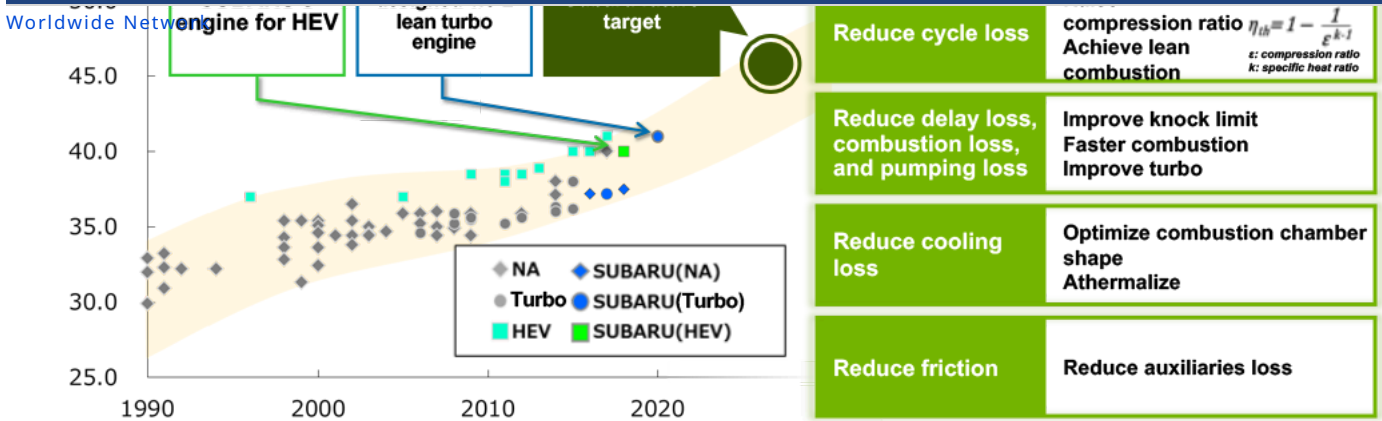 Worldwide Network
engine for HEV
lean turbo
engine
target
45.0
40.0
35.0
30.0
25.0
1990
2000
2010
2020
NA
SUBARU(NA)
Turbo
SUBARU(Turbo)
HEV
SUBARU(HEV)
Reduce cycle loss
compression ratio
Achieve lean
combustion
ηth=1− 1/ε^k-1
ε: compression ratio
k: specific heat ratio
Reduce delay loss,
combustion loss,
and pumping loss
Improve knock limit
Faster combustion
Improve turbo
Reduce cooling
loss
Optimize combustion chamber
shape
Athermalize
Reduce friction
Reduce auxiliaries loss